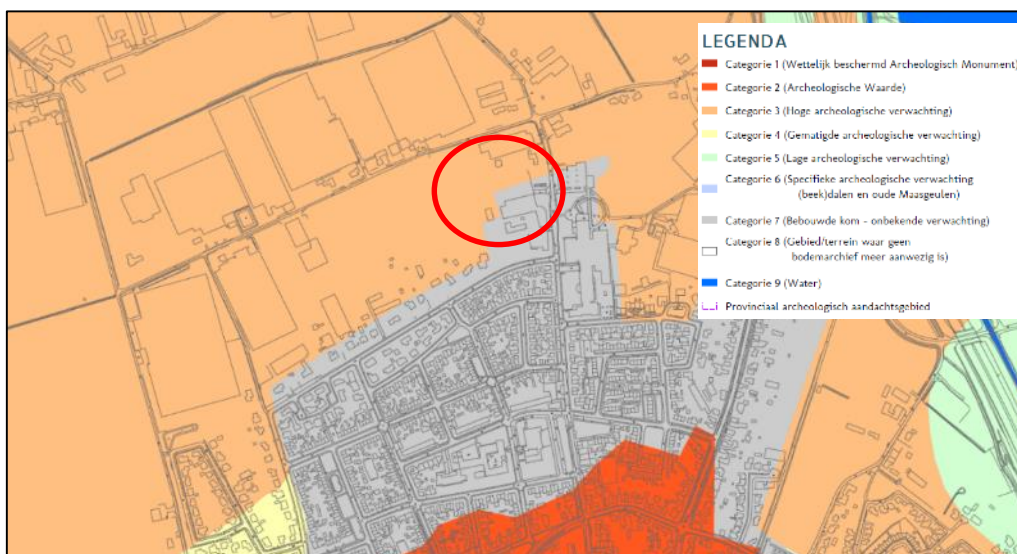 LEGENDA
Categorie 1 (Wettelijk beschermd Archeologisch Monument)
Categorie 2 (Archeologische Waarde)
Categorie 3 (Hoge archeologische verwachting)
Categorie 4 (Gematigde archeologische verwachting)
Categorie 5 (Lage archeologische verwachting)
Categorie 6 (Specifieke archeologische verwachting
(beek)dalen en oude Maasgeulen)
Categorie 7 (Bebouwde kom - onbekende verwachting)
Categorie 8 (Gebied/terrein waar geen
bodemarchief meer aanwezig is)
Categorie 9 (Water)
Provinciaal archeologisch aandachtsgebied